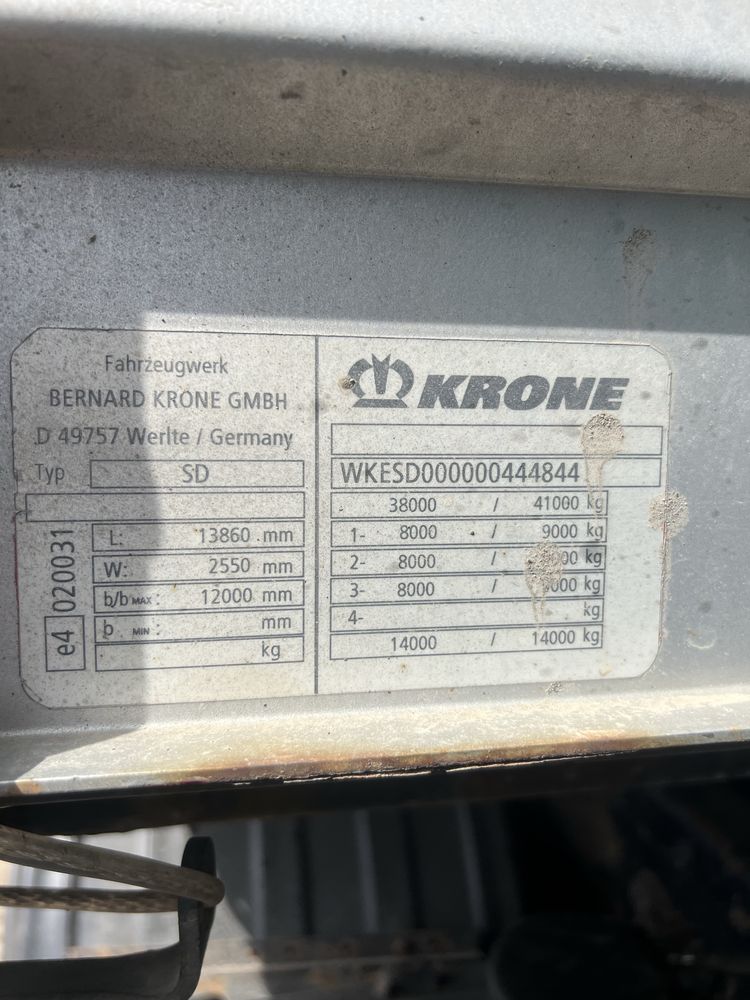 Fahrzeugwerk
BERNARD KRONE GMBH
D 49757 Werlte / Germany
Typ SD
L: 13860 mm
W: 2550 mm
b/b MAX: 12000 mm
b MIN: mm
kg
e4 020031
KRONE
WKESD000000444844
38000 / 41000 kg
1- 8000 / 9000 kg
2- 8000 / kg
3- 8000 / kg
4- kg
14000 / 14000 kg